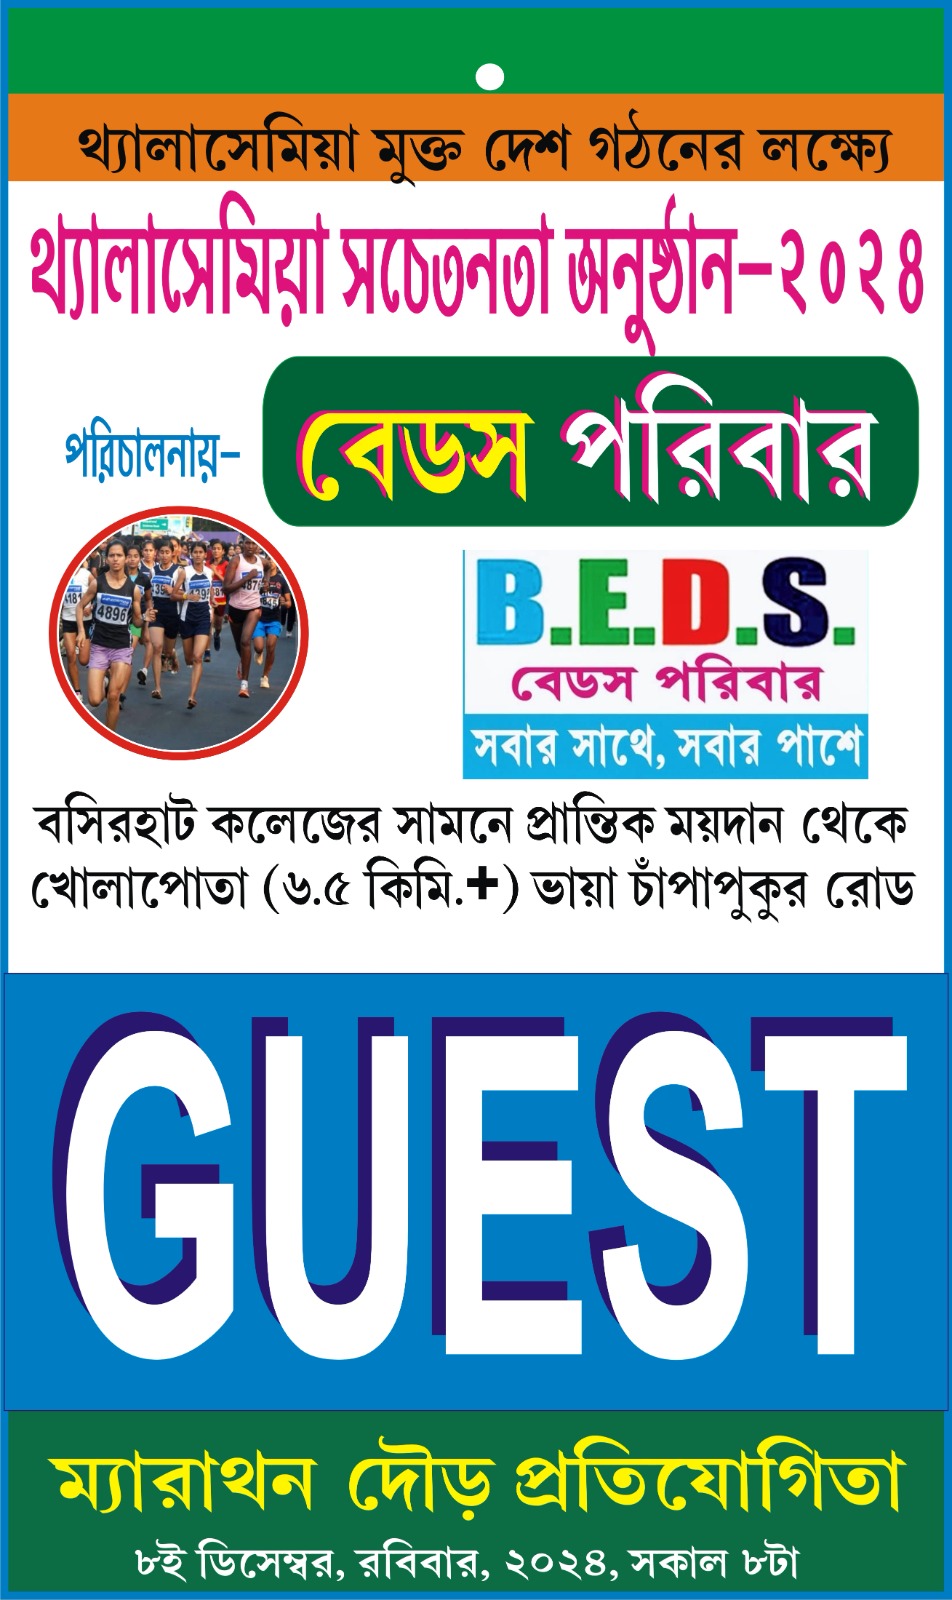 থ্যালাসেমিয়া মুক্ত দেশ গঠনের লক্ষ্যে
থ্যালাসেমিয়া সচেতনতা অনুষ্ঠান-২০২৪
পরিচালনায়-
বেডস পরিবার
4896
B.E.D.S.
বেডস পরিবার
সবার সাথে, সবার পাশে
বসিরহাট কলেজের সামনে প্রান্তিক ময়দান থেকে
খোলাপোতা (৬.৫ কিমি.+) ভায়া চাঁপাপুকুর রোড
GUEST
ম্যারাথন দৌড় প্রতিযোগিতা
৮ই ডিসেম্বর, রবিবার, ২০২৪, সকাল ৮টা